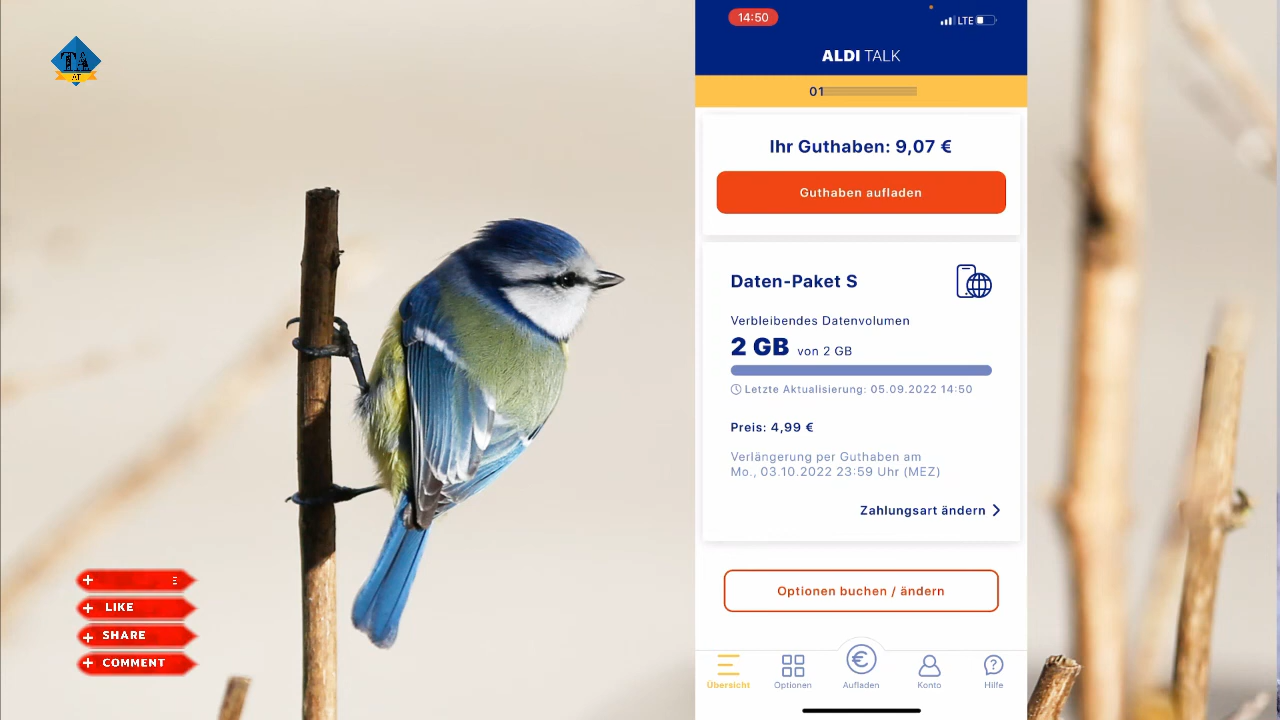 TA
AT
LIKE
SHARE
COMMENT
14:50
LTE
ALDI TALK
01
Ihr Guthaben: 9,07 €
Guthaben aufladen
Daten-Paket S
Verbleibendes Datenvolumen
2 GB von 2 GB
Letzte Aktualisierung: 05.09.2022 14:50
Preis: 4,99 €
Verlängerung per Guthaben am
Mo., 03.10.2022 23:59 Uhr (MEZ)
Zahlungsart ändern
Optionen buchen / ändern
Übersicht Optionen Aufladen Konto Hilfe